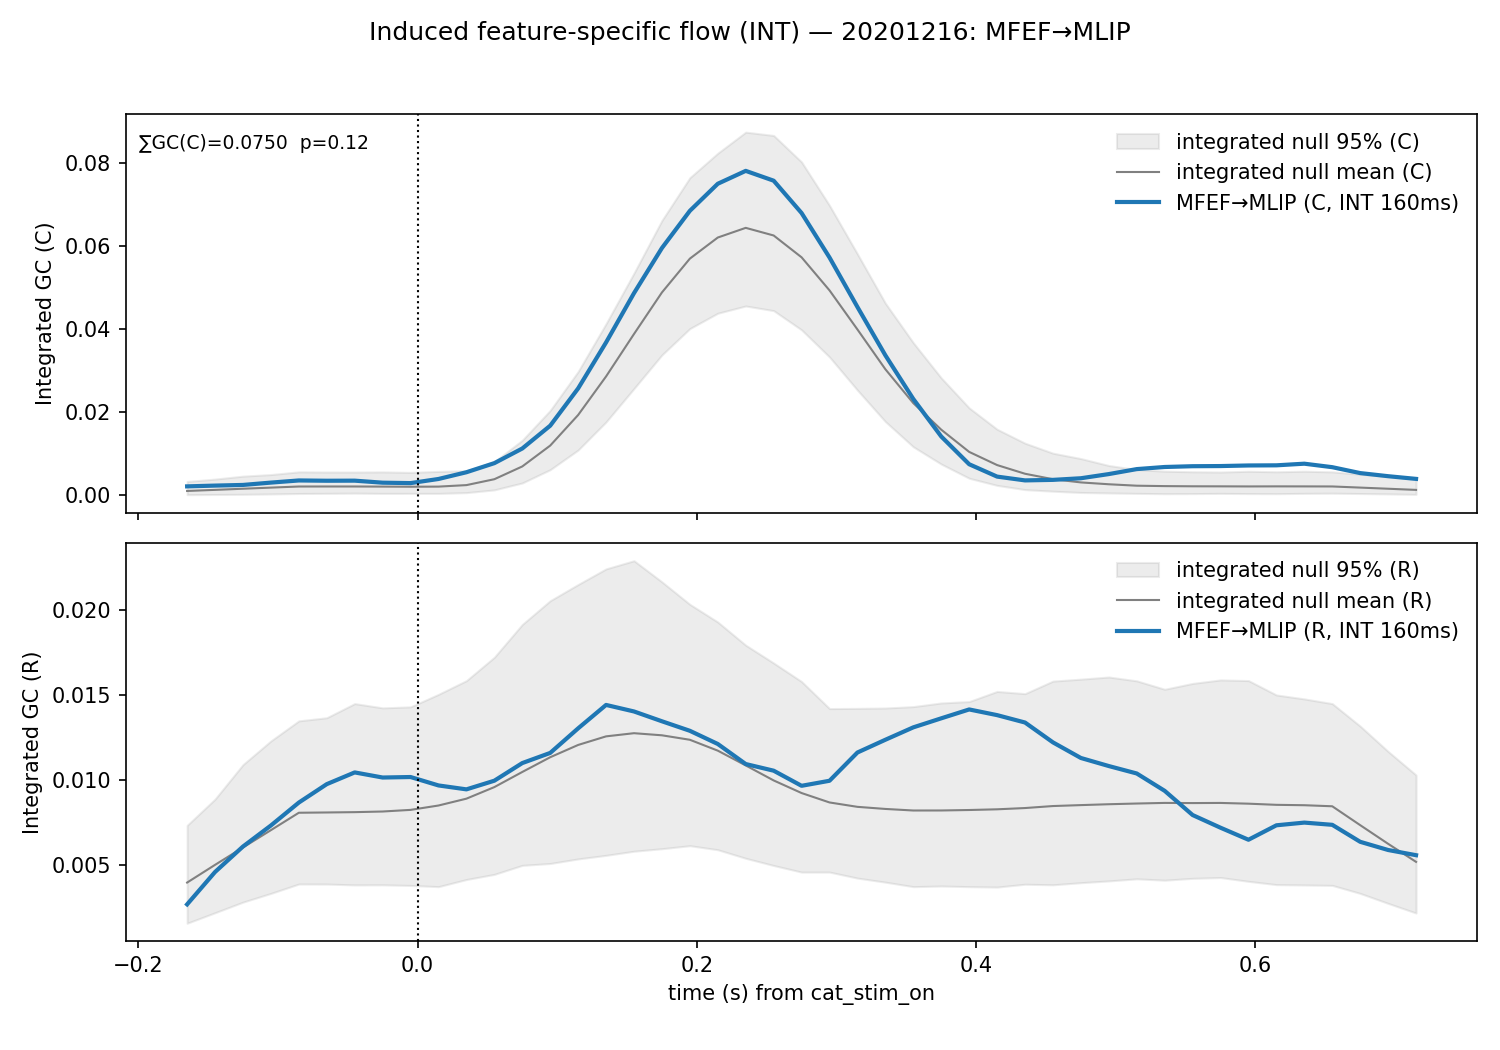 Induced feature-specific flow (INT) — 20201216: MFEF→MLIP
∑GC(C)=0.0750 p=0.12
integrated null 95% (C)
integrated null mean (C)
MFEF→MLIP (C, INT 160ms)
Integrated GC (C)
0.08
0.06
0.04
0.02
0.00
integrated null 95% (R)
integrated null mean (R)
MFEF→MLIP (R, INT 160ms)
Integrated GC (R)
0.020
0.015
0.010
0.005
−0.2 0.0 0.2 0.4 0.6
time (s) from cat_stim_on